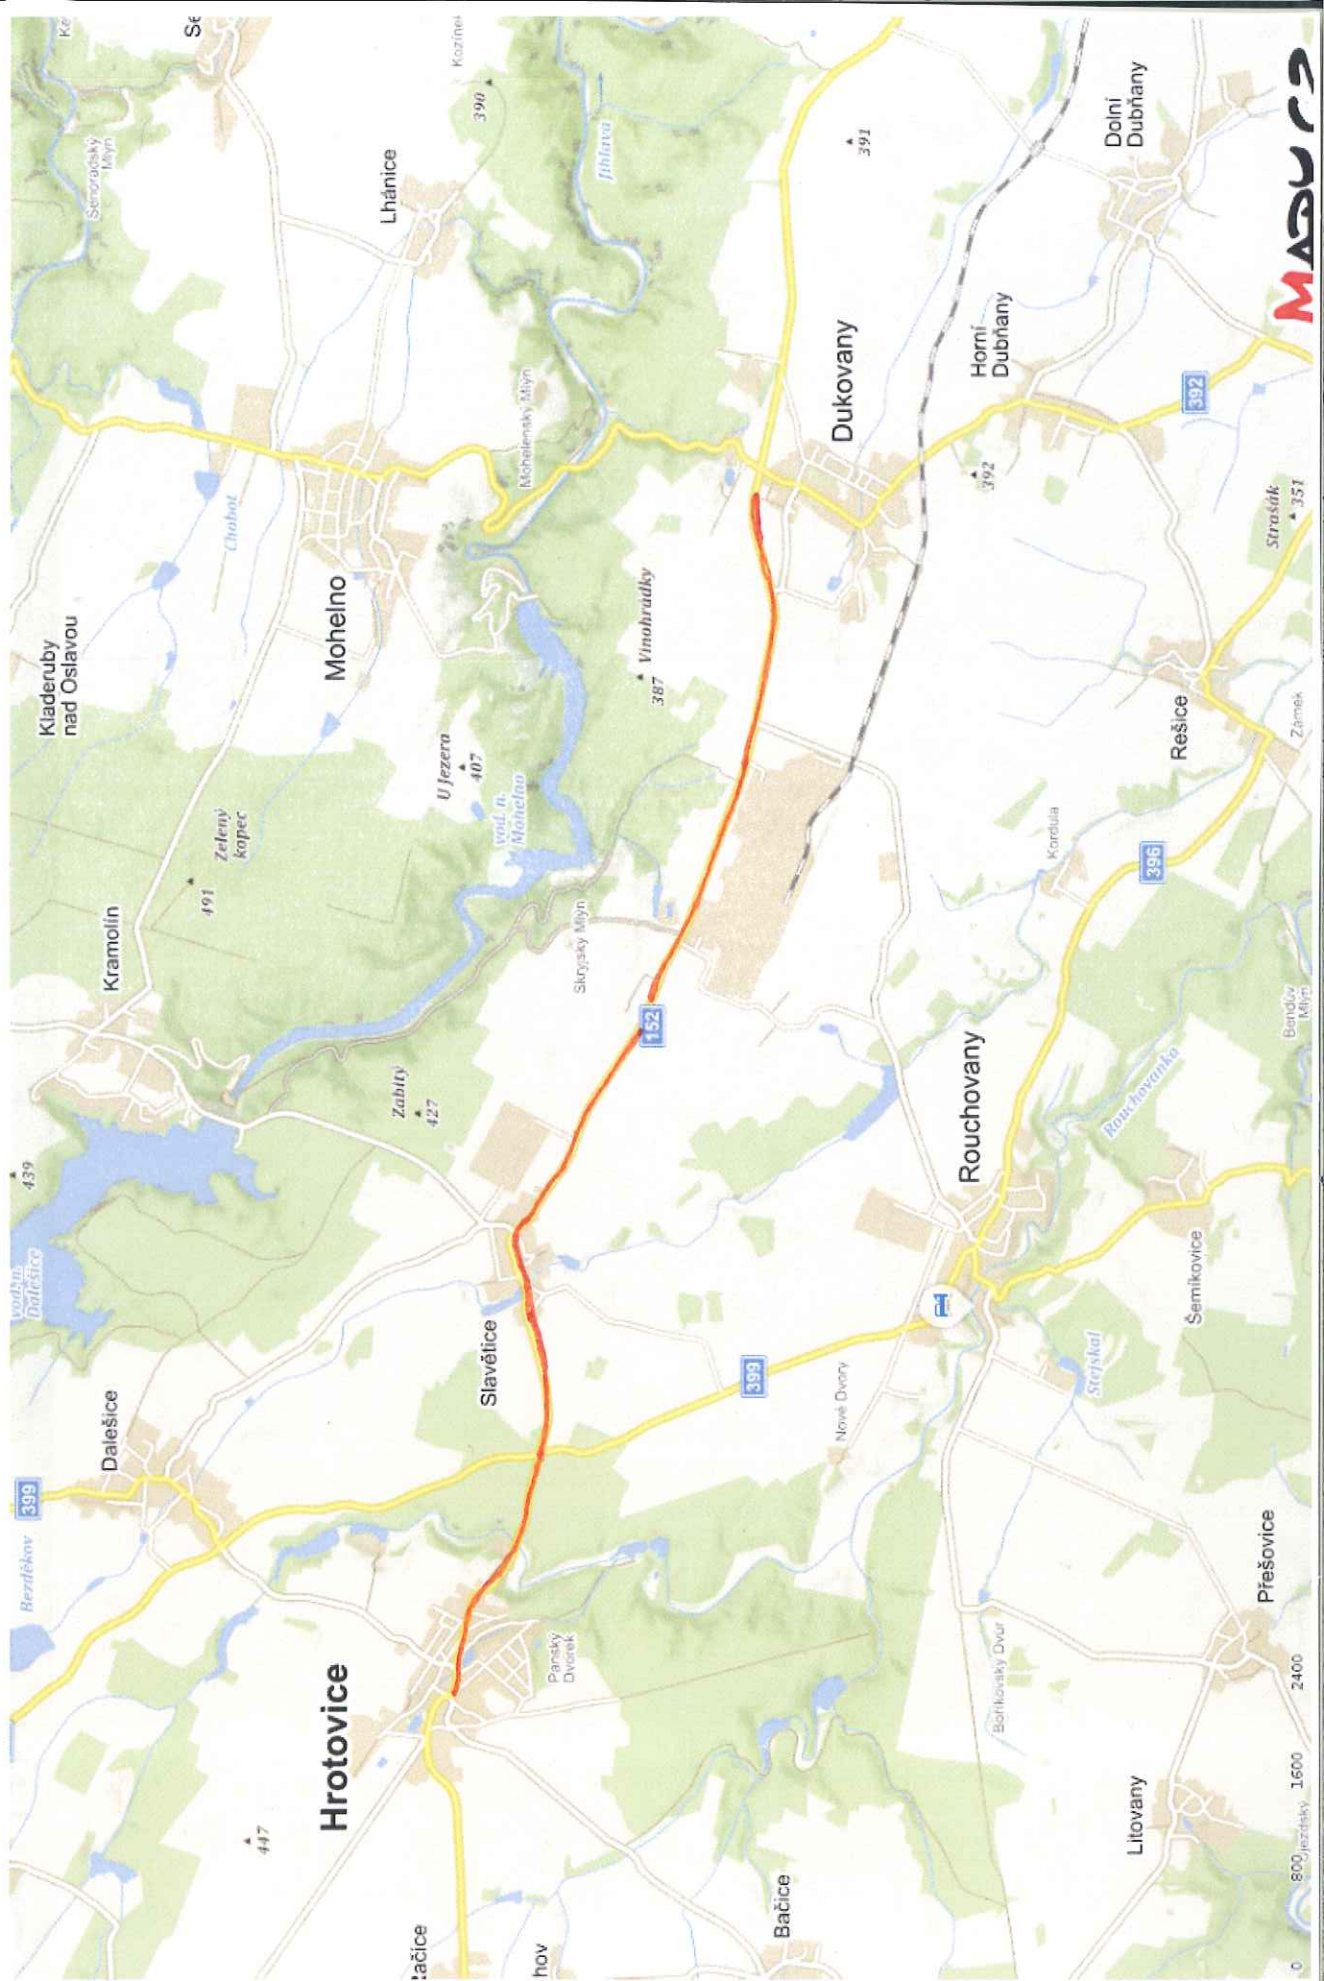 Kladeruby
nad Oslavou
Senoradský
Mlýn
Kramolín
491
Zelený
kopec
Chobot
Lhánice
390
Mohelno
Mohelenský Mlýn
Jihlava
439
vod. n.
Dalešice
Zabitý
427
U Jezera
407
vod. n.
Mohelno
Skryjský Mlýn
387 Vinohrádky
399
Bezděkov
Dalešice
Slavětice
152
Dukovany
391
Hrotovice
447
Panský
Dvorek
399
Nové Dvory
Rouchovany
Kordula
392
Horní
Dubňany
Dolní
Dubňany
396
392
Rouchovanka
Stejskal
Šemíkovice
Řešice
Strašák
351
Zámek
Bendův
Mlýn
Bačice
Bořikovský Dvůr
Přešovice
Litovany
0 800 1600 2400